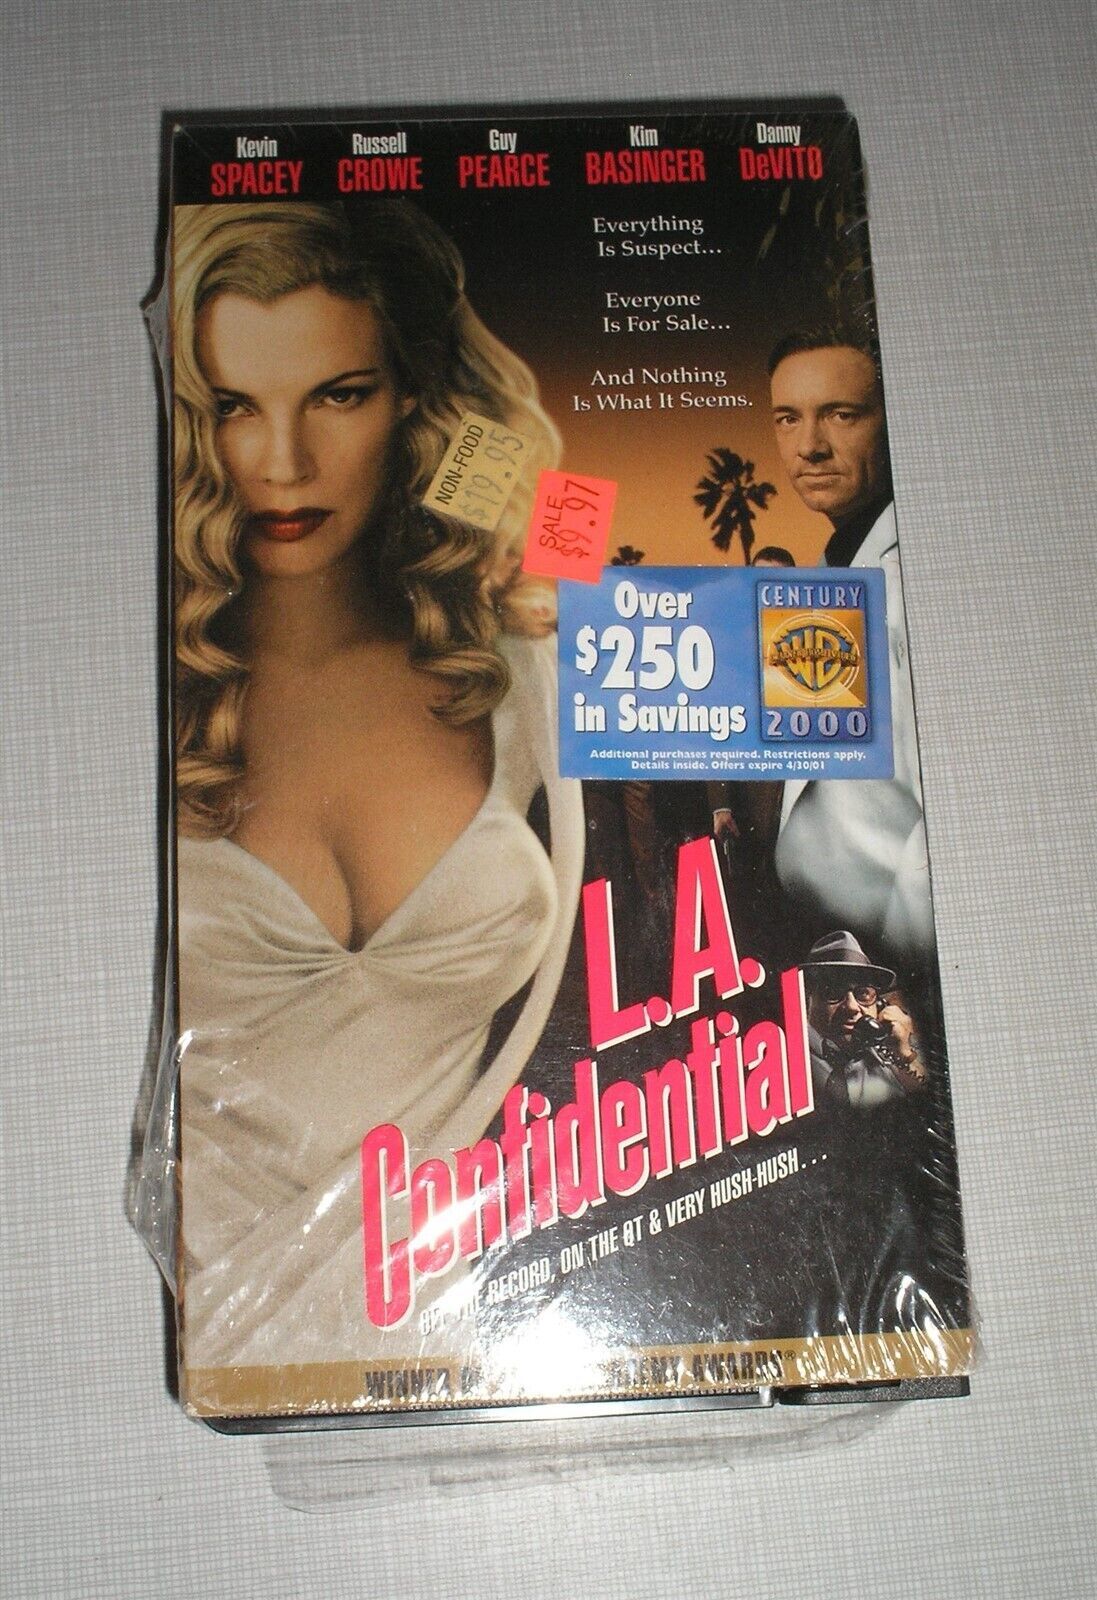 Kevin
SPACEY
Russell
CROWE
Guy
PEARCE
Kim
BASINGER
Danny
DeVITO
Everything
Is Suspect...
Everyone
Is For Sale...
And Nothing
Is What It Seems.
NON-FOOD
$19.95
SALE
$9.97
Over
$250
in Savings
CENTURY
WB
2000
Additional purchases required. Restrictions apply.
Details inside. Offers expire 4/30/01
L.A.
Confidential
OFF THE RECORD, ON THE QT & VERY HUSH-HUSH...
WINNER AWARDS®